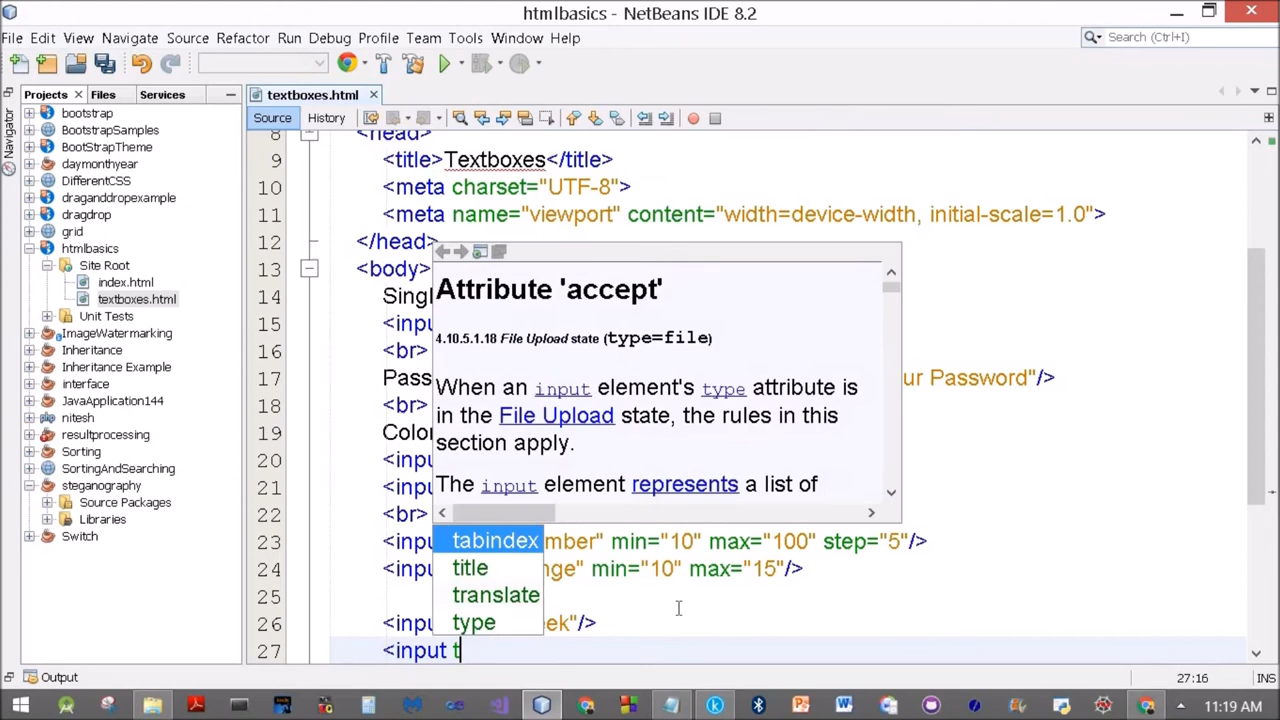 htmlbasics - NetBeans IDE 8.2
File Edit View Navigate Source Refactor Run Debug Profile Team Tools Window Help
Search (Ctrl+I)
Projects Files Services
textboxes.html
Navigator
Source History
bootstrap
BootstrapSamples
BootStrapTheme
daymonthyear
DifferentCSS
draganddropexample
dragdrop
grid
htmlbasics
Site Root
index.html
textboxes.html
Unit Tests
ImageWatermarking
Inheritance
Inheritance Example
interface
JavaApplication144
nitesh
resultprocessing
Sorting
SortingAndSearching
steganography
Source Packages
Libraries
Switch
8 <head>
9 <title>Textboxes</title>
10 <meta charset="UTF-8">
11 <meta name="viewport" content="width=device-width, initial-scale=1.0">
12 </head>
13 <body>
14 Singl
15 <inpu
16 <br>
17 Pass ur Password"/>
18 <br>
19 Colo
20 <inpu
21 <inpu
22 <br>
23 <inpu mber" min="10" max="100" step="5"/>
24 <inpu nge" min="10" max="15"/>
25
26 <inpu eek"/>
27 <input t
Attribute 'accept'
4.10.5.1.18 File Upload state (type=file)
When an input element's type attribute is
in the File Upload state, the rules in this
section apply.
The input element represents a list of
tabindex
title
translate
type
Output
27:16 INS
11:19 AM